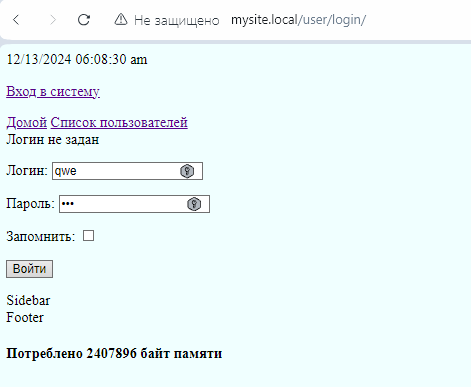 Не защищено mysite.local/user/login/
12/13/2024 06:08:30 am
Вход в систему
Домой Список пользователей
Логин не задан
Логин: qwe
Пароль: •••
Запомнить:
Войти
Sidebar
Footer
Потреблено 2407896 байт памяти